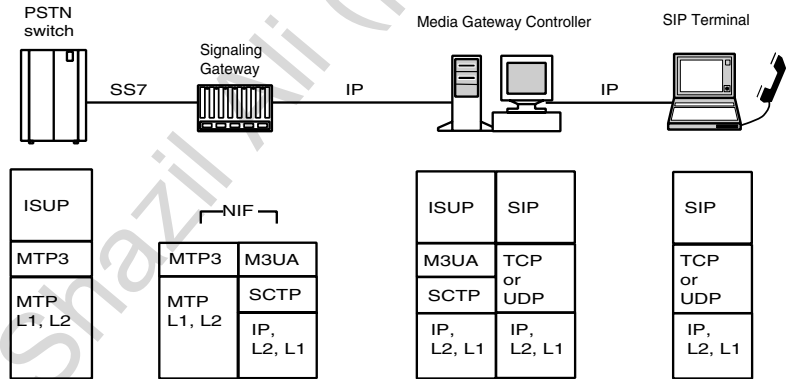 PSTN
switch
Signaling
Gateway
Media Gateway Controller
SIP Terminal
SS7
IP
IP
ISUP
MTP3
MTP
L1, L2
NIF
MTP3
M3UA
MTP
L1, L2
SCTP
IP,
L2, L1
ISUP
SIP
M3UA
TCP
or
UDP
SCTP
IP,
L2, L1
IP,
L2, L1
SIP
TCP
or
UDP
IP,
L2, L1
Shazil Ali (